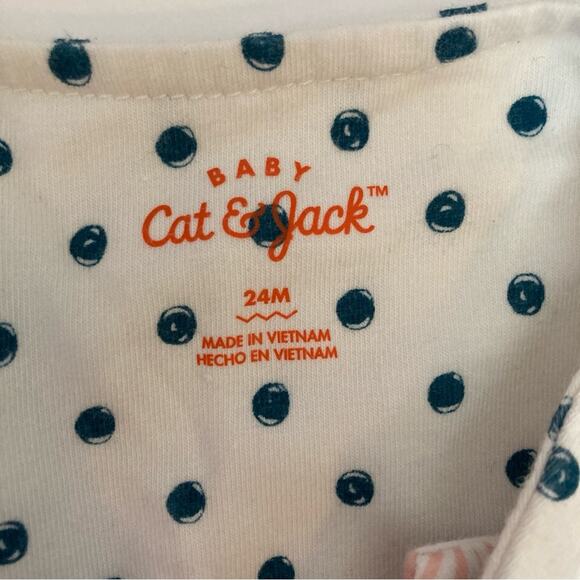 BABY
Cat & Jack™
24M
MADE IN VIETNAM
HECHO EN VIETNAM